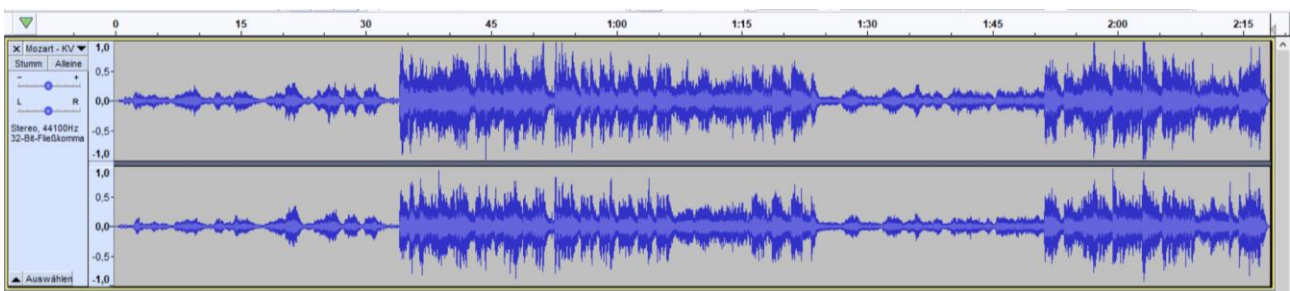 0 15 30 45 1:00 1:15 1:30 1:45 2:00 2:15
x Mozart - KV
Stumm Alleine
- +
L R
Stereo, 44100Hz
32-Bit-Fließkomma
1,0
0,5-
0,0-
-0,5-
-1,0
1,0
0,5-
0,0-
-0,5-
-1,0
Auswählen